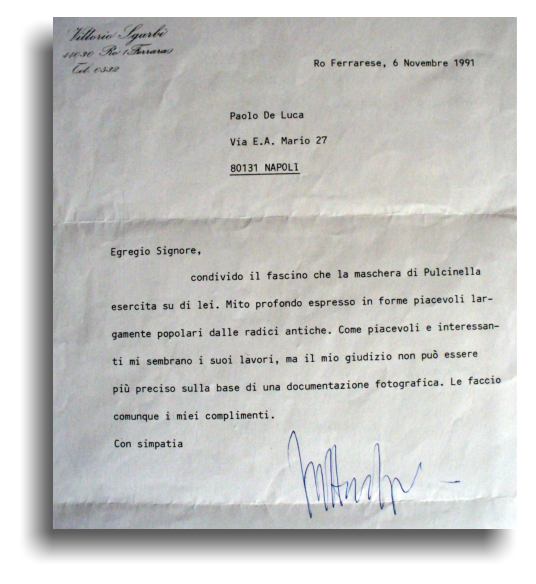 Vittorio Sgarbi
44030 Ro (Ferrara)
Tel. 0532
Ro Ferrarese, 6 Novembre 1991
Paolo De Luca
Via E.A. Mario 27
80131 NAPOLI
Egregio Signore,
condivido il fascino che la maschera di Pulcinella
esercita su di lei. Mito profondo espresso in forme piacevoli lar-
gamente popolari dalle radici antiche. Come piacevoli e interessan-
ti mi sembrano i suoi lavori, ma il mio giudizio non può essere
più preciso sulla base di una documentazione fotografica. Le faccio
comunque i miei complimenti.
Con simpatia